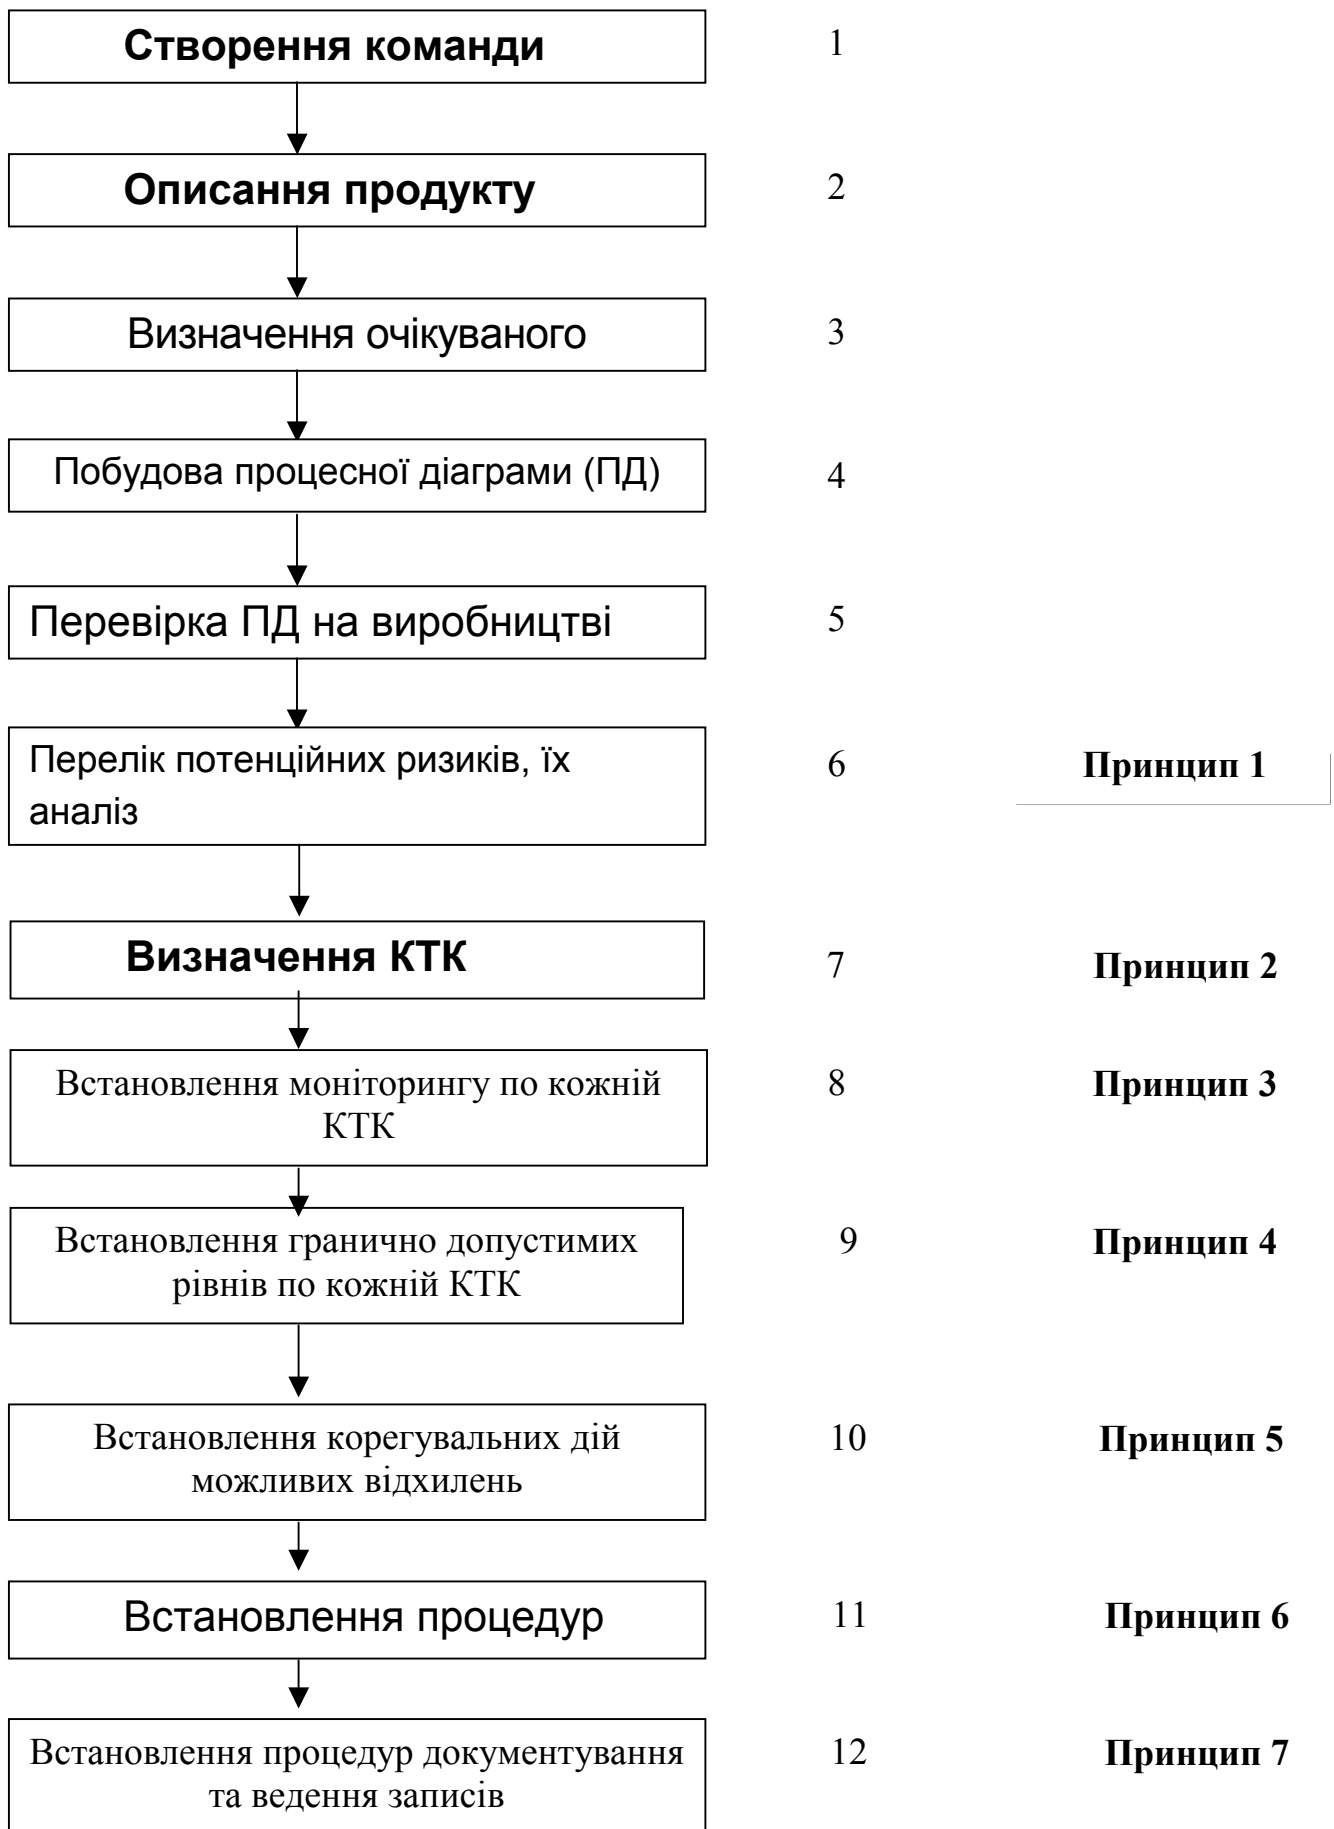 Створення команди 1
Описання продукту 2
Визначення очікуваного 3
Побудова процесної діаграми (ПД) 4
Перевірка ПД на виробництві 5
Перелік потенційних ризиків, їх 6 Принцип 1
аналіз
Визначення КТК 7 Принцип 2
Встановлення моніторингу по кожній 8 Принцип 3
КТК
Встановлення гранично допустимих 9 Принцип 4
рівнів по кожній КТК
Встановлення корегувальних дій 10 Принцип 5
можливих відхилень
Встановлення процедур 11 Принцип 6
Встановлення процедур документування 12 Принцип 7
та ведення записів